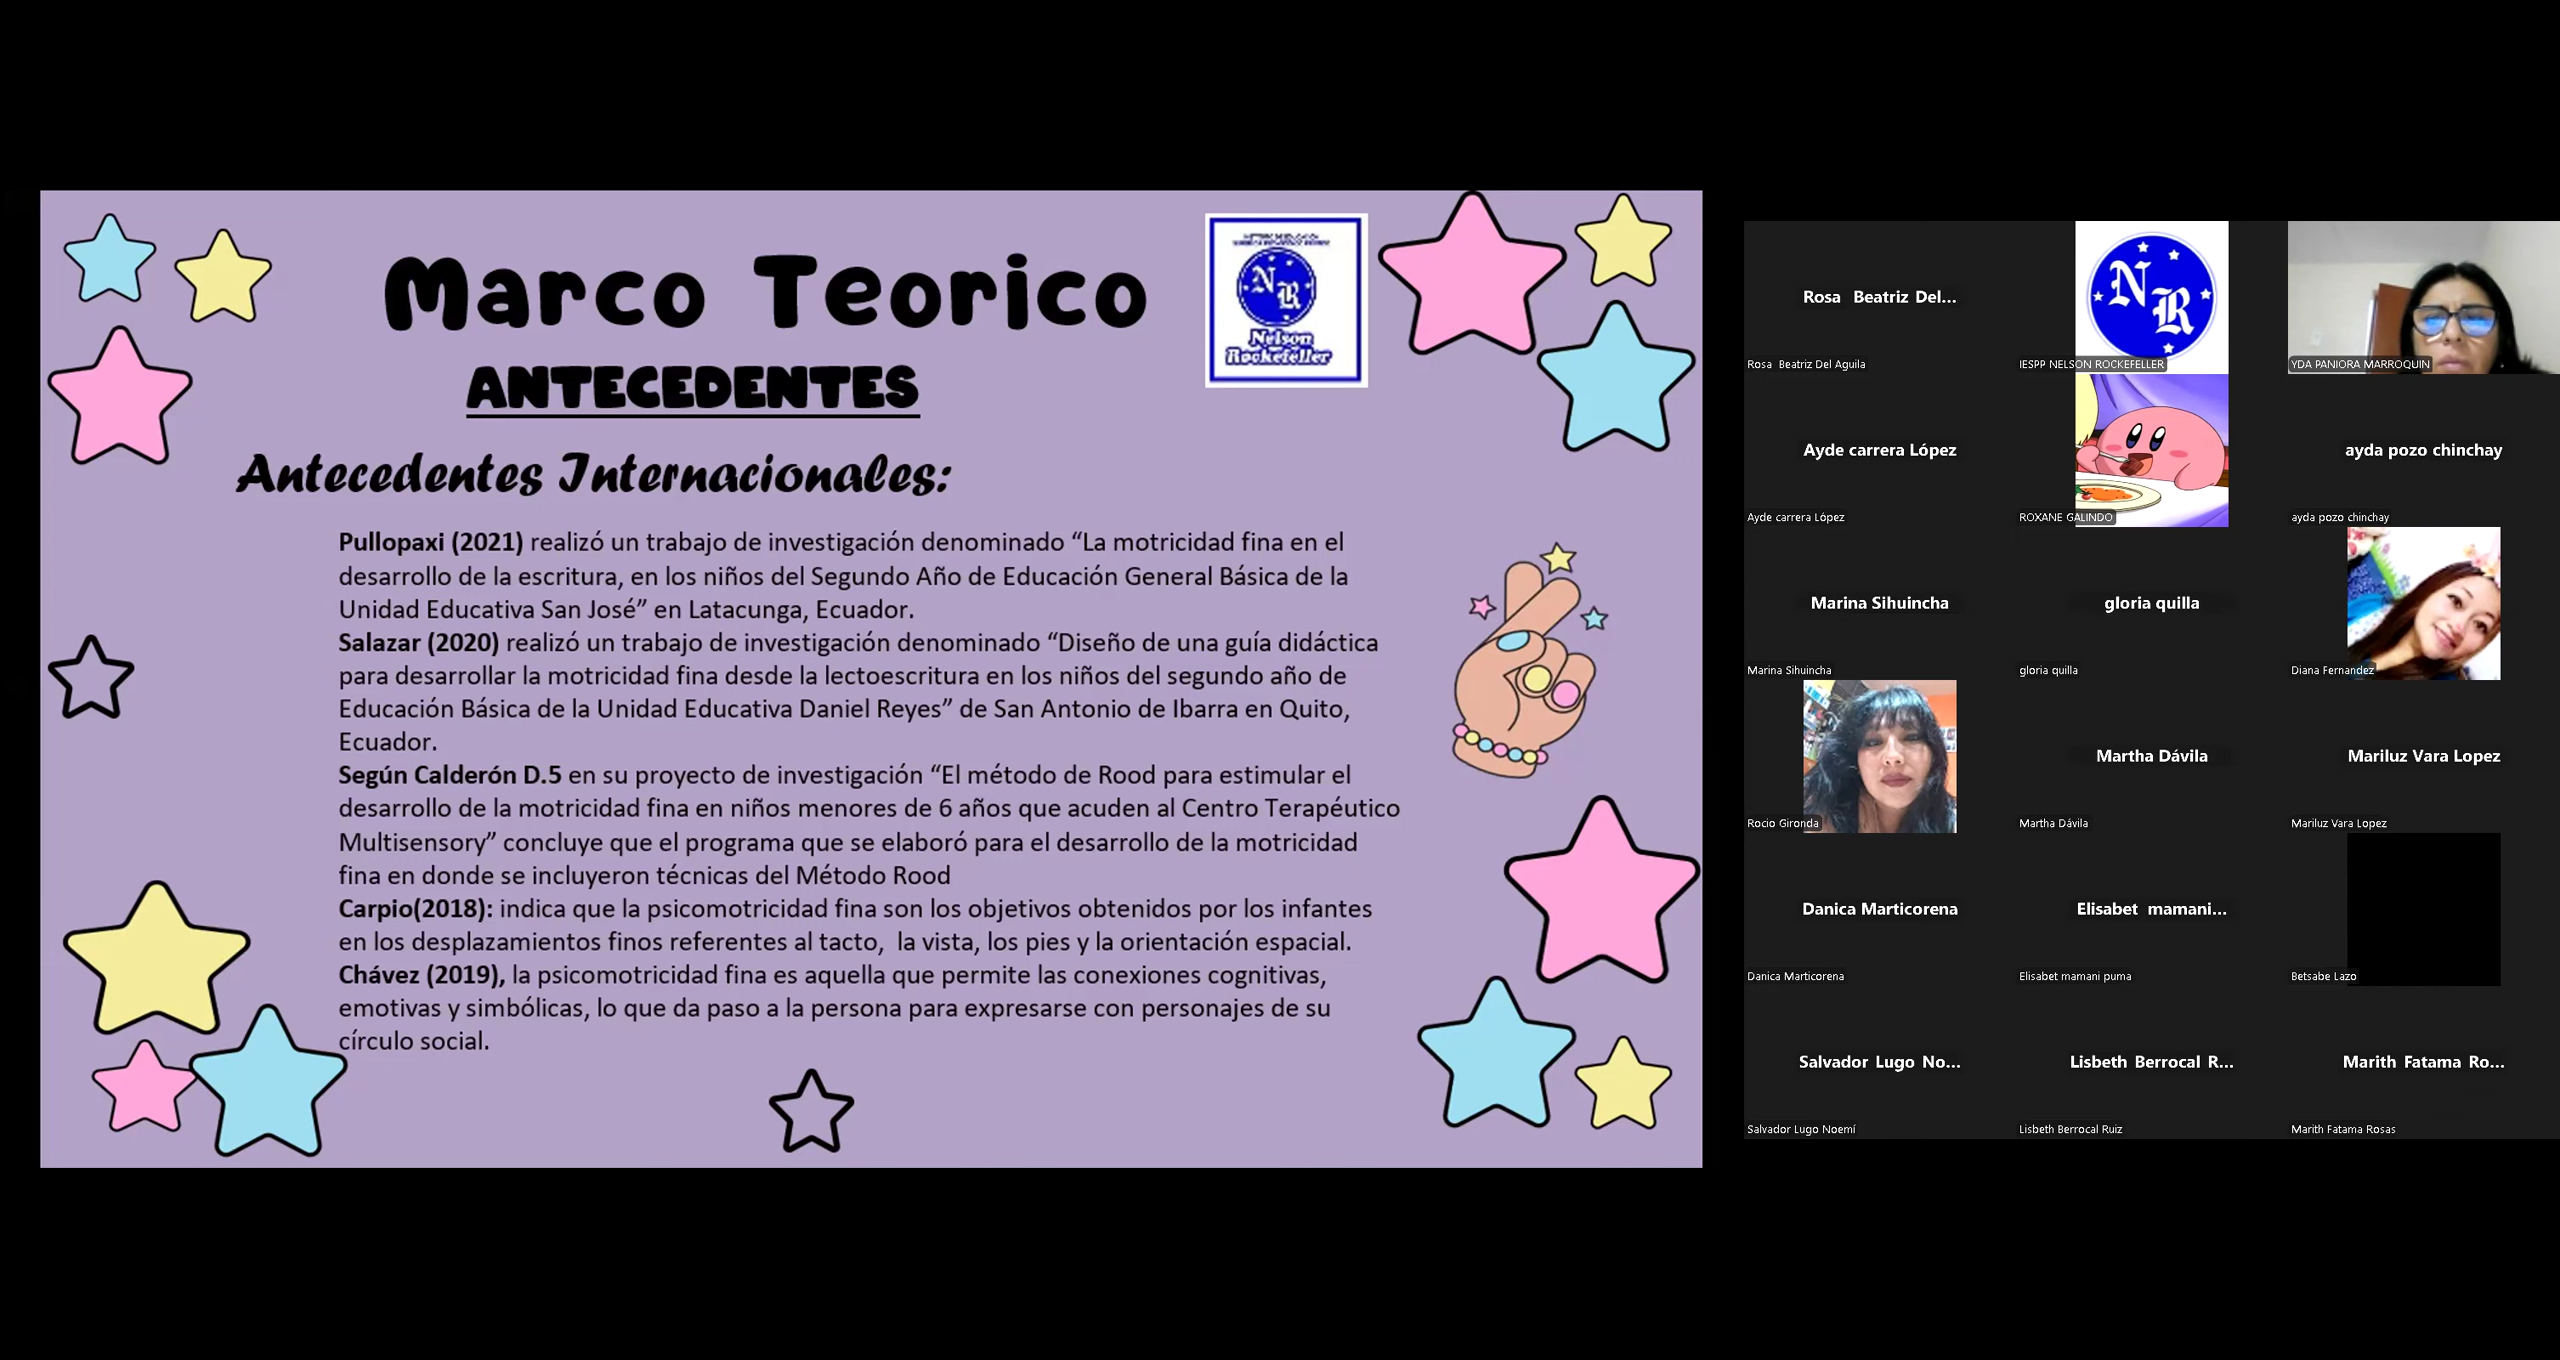 Marco Teorico
ANTECEDENTES
Antecedentes Internacionales:
N R
Nelson
Rockefeller
Pullopaxi (2021) realizó un trabajo de investigación denominado “La motricidad fina en el
desarrollo de la escritura, en los niños del Segundo Año de Educación General Básica de la
Unidad Educativa San José” en Latacunga, Ecuador.
Salazar (2020) realizó un trabajo de investigación denominado “Diseño de una guía didáctica
para desarrollar la motricidad fina desde la lectoescritura en los niños del segundo año de
Educación Básica de la Unidad Educativa Daniel Reyes” de San Antonio de Ibarra en Quito,
Ecuador.
Según Calderón D.5 en su proyecto de investigación “El método de Rood para estimular el
desarrollo de la motricidad fina en niños menores de 6 años que acuden al Centro Terapéutico
Multisensory” concluye que el programa que se elaboró para el desarrollo de la motricidad
fina en donde se incluyeron técnicas del Método Rood
Carpio(2018): indica que la psicomotricidad fina son los objetivos obtenidos por los infantes
en los desplazamientos finos referentes al tacto,  la vista, los pies y la orientación espacial.
Chávez (2019), la psicomotricidad fina es aquella que permite las conexiones cognitivas,
emotivas y simbólicas, lo que da paso a la persona para expresarse con personajes de su
círculo social.
Rosa Beatriz Del...
Rosa Beatriz Del Aguila
N R
IESPP NELSON ROCKEFELLER
YDA PANIORA MARROQUIN
Ayde carrera López
Ayde carrera López
ROXANE GALINDO
ayda pozo chinchay
ayda pozo chinchay
Marina Sihuincha
Marina Sihuincha
gloria quilla
gloria quilla
Diana Fernandez
Rocio Gironda
Martha Dávila
Martha Dávila
Mariluz Vara Lopez
Mariluz Vara Lopez
Danica Marticorena
Danica Marticorena
Elisabet mamani...
Elisabet mamani puma
Betsabe Lazo
Salvador Lugo No...
Salvador Lugo Noemí
Lisbeth Berrocal R...
Lisbeth Berrocal Ruiz
Marith Fatama Ro...
Marith Fatama Rosas